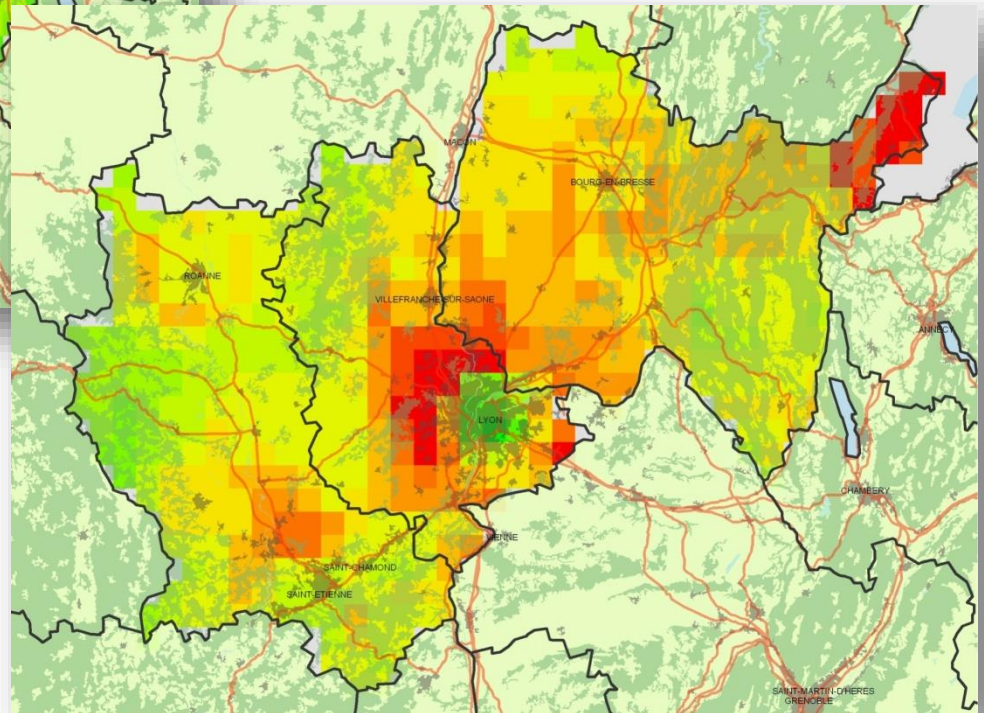 MACON
BOURG-EN-BRESSE
ROANNE
VILLEFRANCHE-SUR-SAONE
ANNECY
LYON
CHAMBERY
VIENNE
SAINT-CHAMOND
SAINT-ETIENNE
SAINT-MARTIN-D'HERES
GRENOBLE